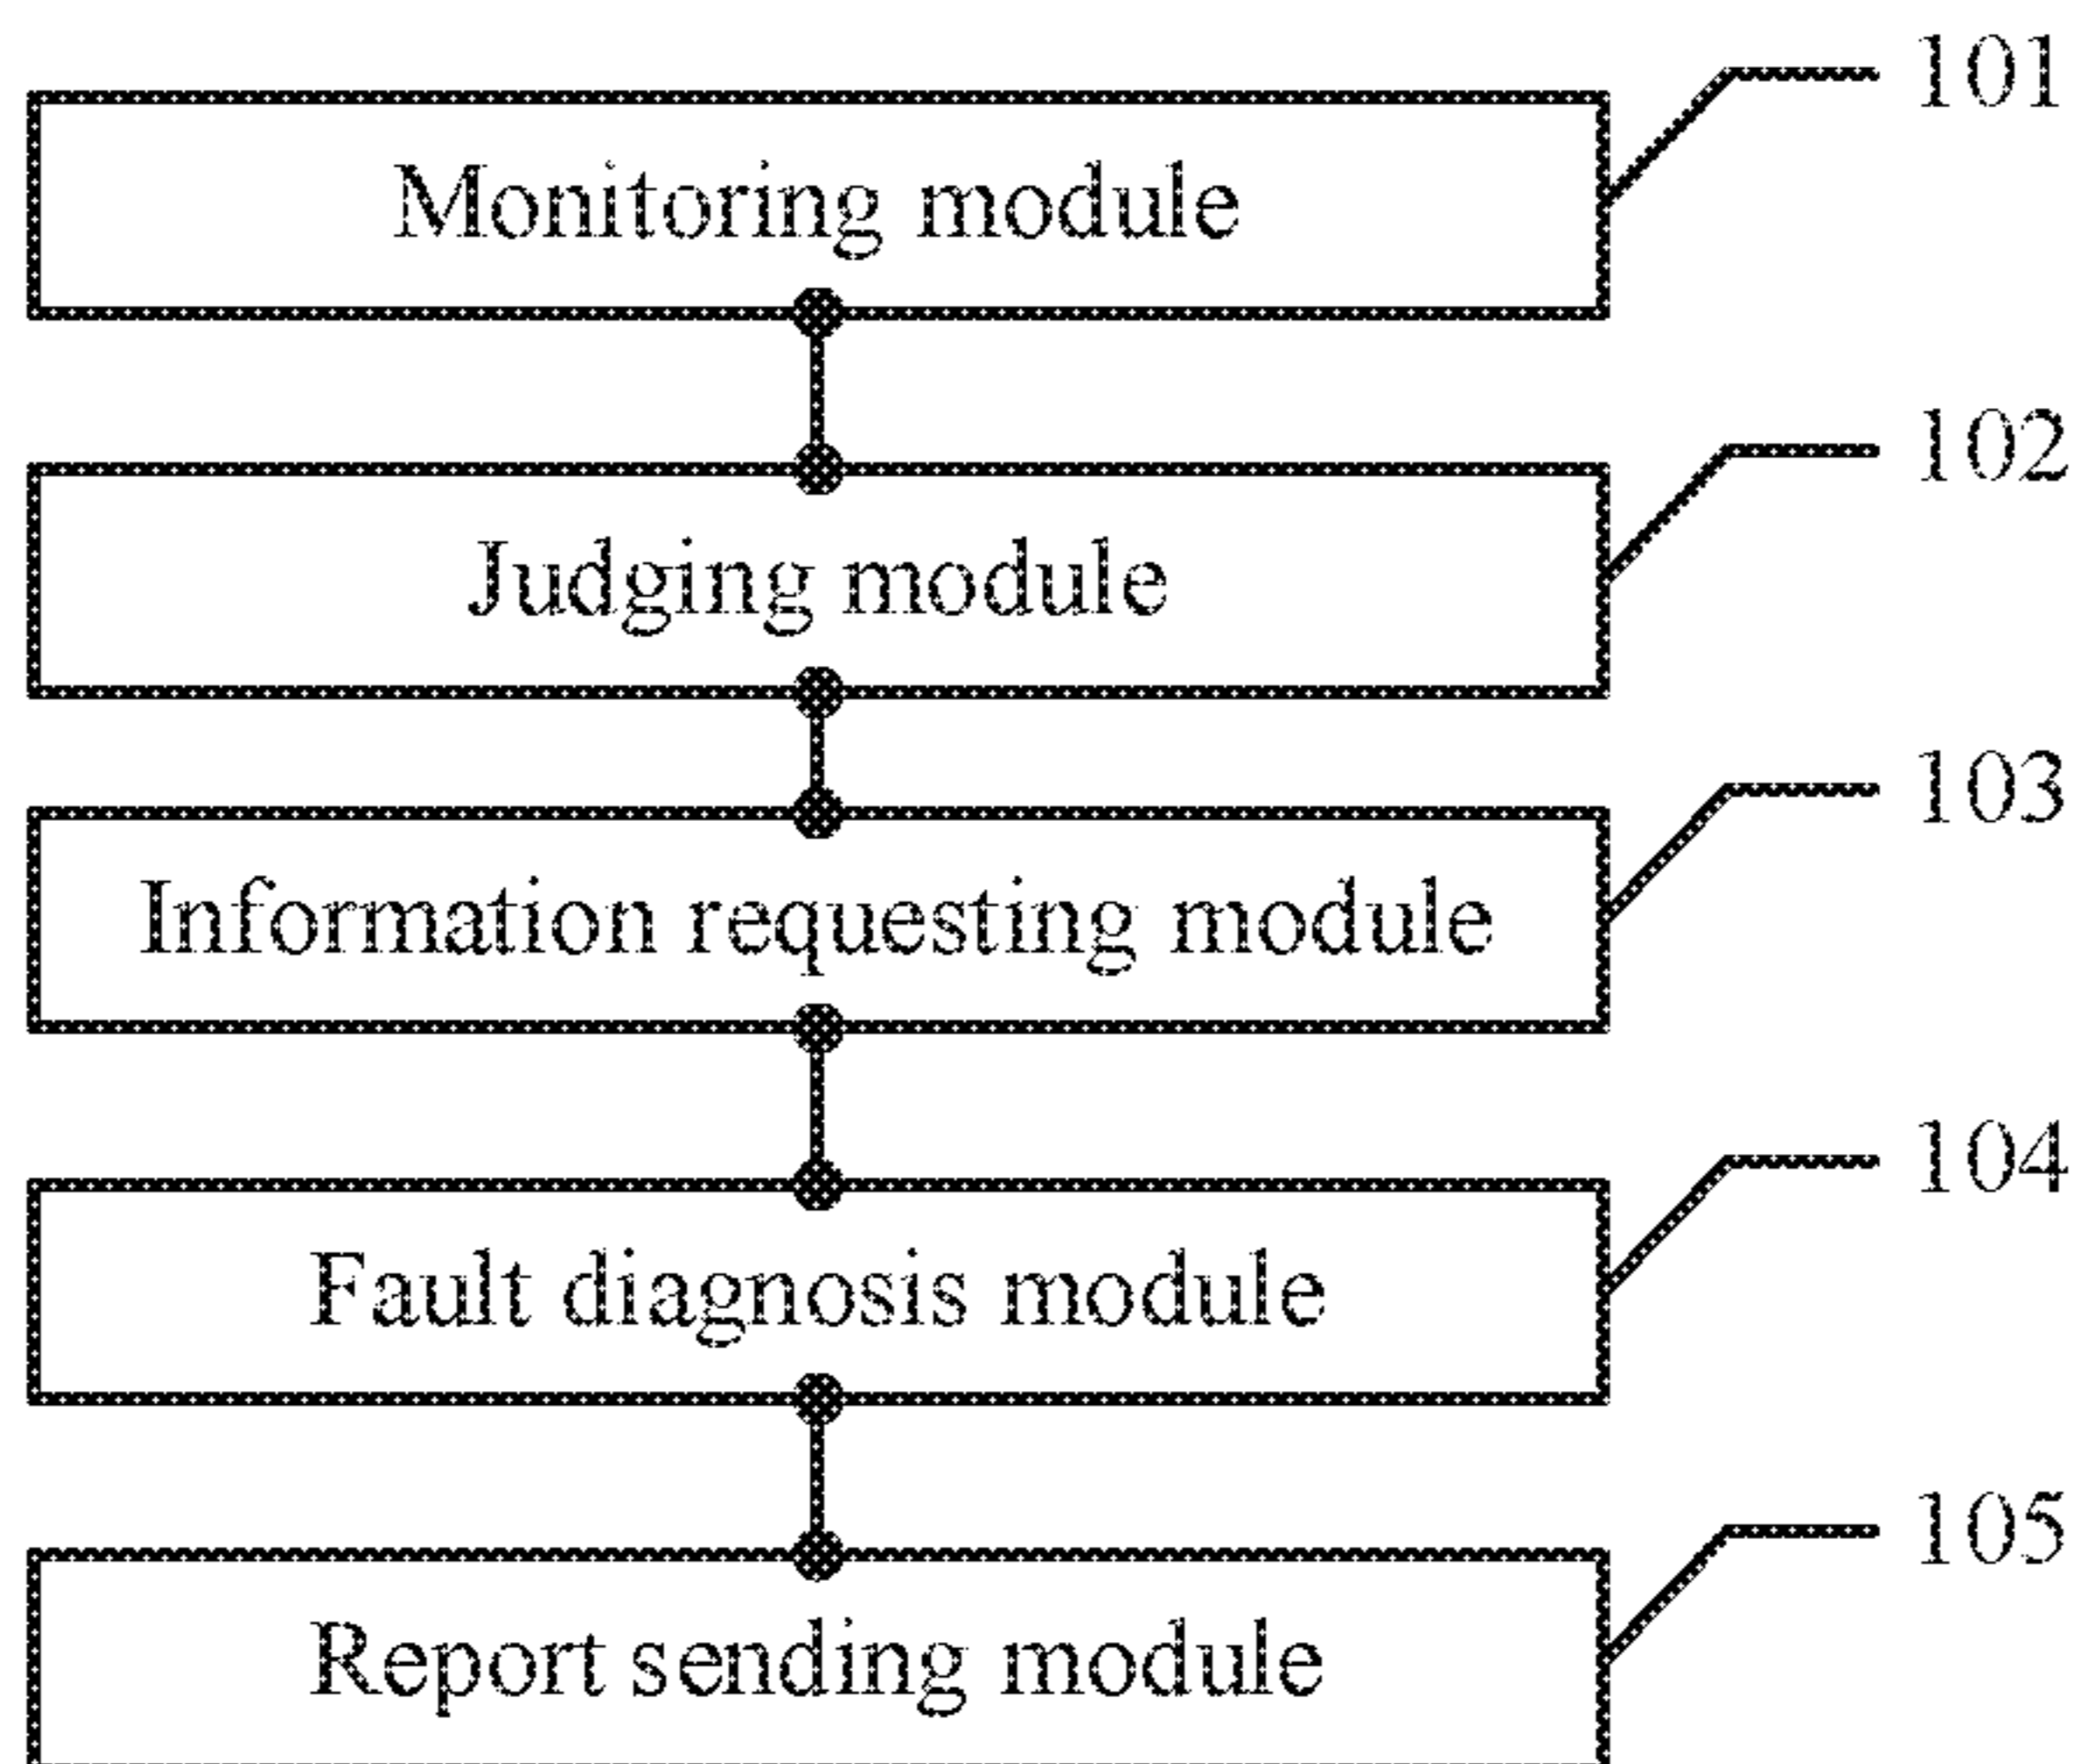 101
Monitoring module
102
Judging module
103
Information requesting module
104
Fault diagnosis module
105
Report sending module